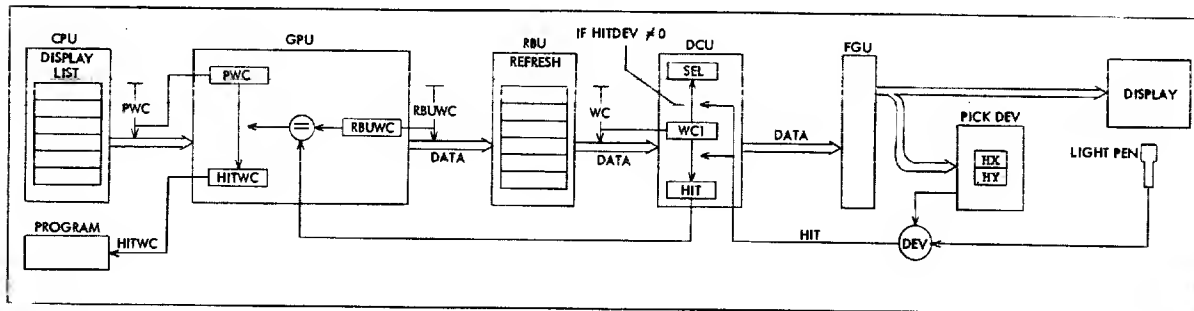 CPU
DISPLAY
LIST
PWC
PROGRAM
HITWC
GPU
PWC
=
RBUWC
HITWC
RBUWC
DATA
RBU
REFRESH
WC
DATA
IF HITDEV ≠0
DCU
SEL
WC1
HIT
DATA
HIT
FGU
DISPLAY
PICK DEV
HX
HY
LIGHT PEN
DEV